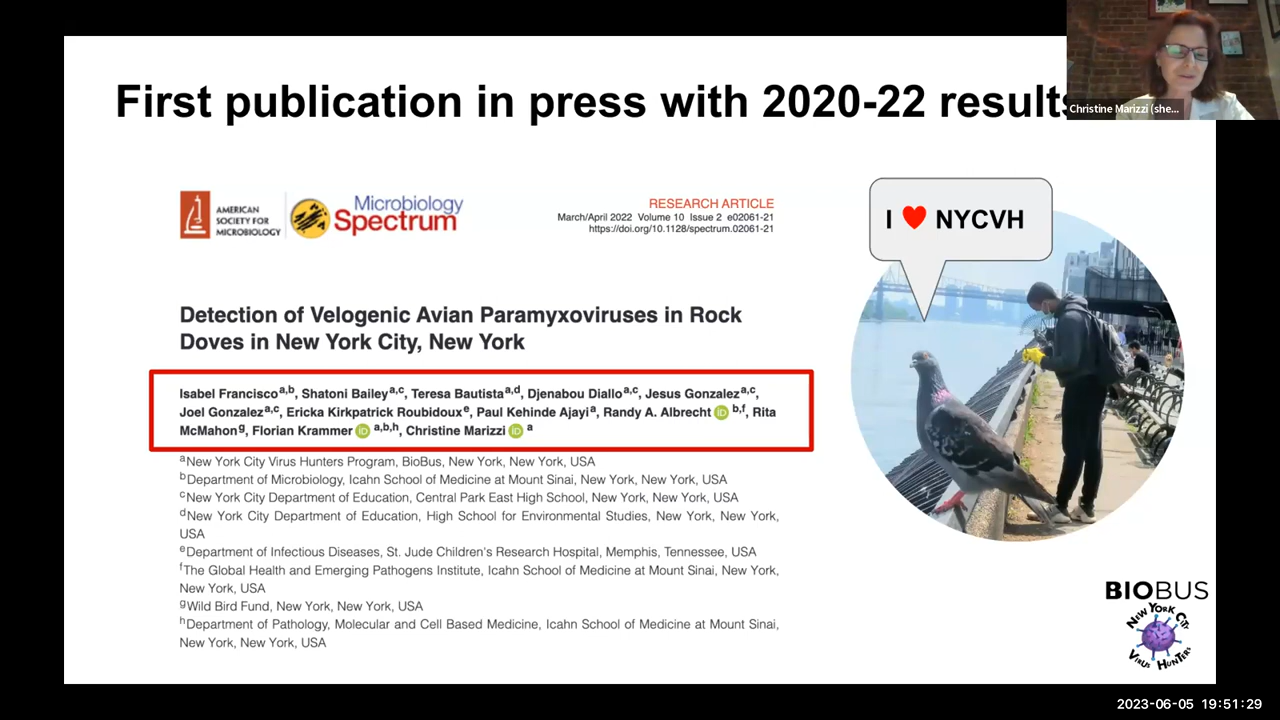 First publication in press with 2020-22 results
Christine Marizzi (she...
AMERICAN
SOCIETY FOR
MICROBIOLOGY
Microbiology
Spectrum
RESEARCH ARTICLE
March/April 2022 Volume 10 Issue 2 e02061-21
https://doi.org/10.1128/spectrum.02061-21
I ❤ NYCVH
Detection of Velogenic Avian Paramyxoviruses in Rock
Doves in New York City, New York
Isabel Francisco a,b, Shatoni Bailey a,c, Teresa Bautista a,d, Djenabou Diallo a,c, Jesus Gonzalez a,c,
Joel Gonzalez a,c, Ericka Kirkpatrick Roubidoux e, Paul Kehinde Ajayi a, Randy A. Albrecht iD b,f, Rita
McMahon g, Florian Krammer iD a,b,h, Christine Marizzi iD a
a New York City Virus Hunters Program, BioBus, New York, New York, USA
b Department of Microbiology, Icahn School of Medicine at Mount Sinai, New York, New York, USA
c New York City Department of Education, Central Park East High School, New York, New York, USA
d New York City Department of Education, High School for Environmental Studies, New York, New York,
USA
e Department of Infectious Diseases, St. Jude Children's Research Hospital, Memphis, Tennessee, USA
f The Global Health and Emerging Pathogens Institute, Icahn School of Medicine at Mount Sinai, New York,
New York, USA
g Wild Bird Fund, New York, New York, USA
h Department of Pathology, Molecular and Cell Based Medicine, Icahn School of Medicine at Mount Sinai,
New York, New York, USA
BIOBUS
NEW YORK CITY
VIRUS HUNTERS
2023-06-05 19:51:29